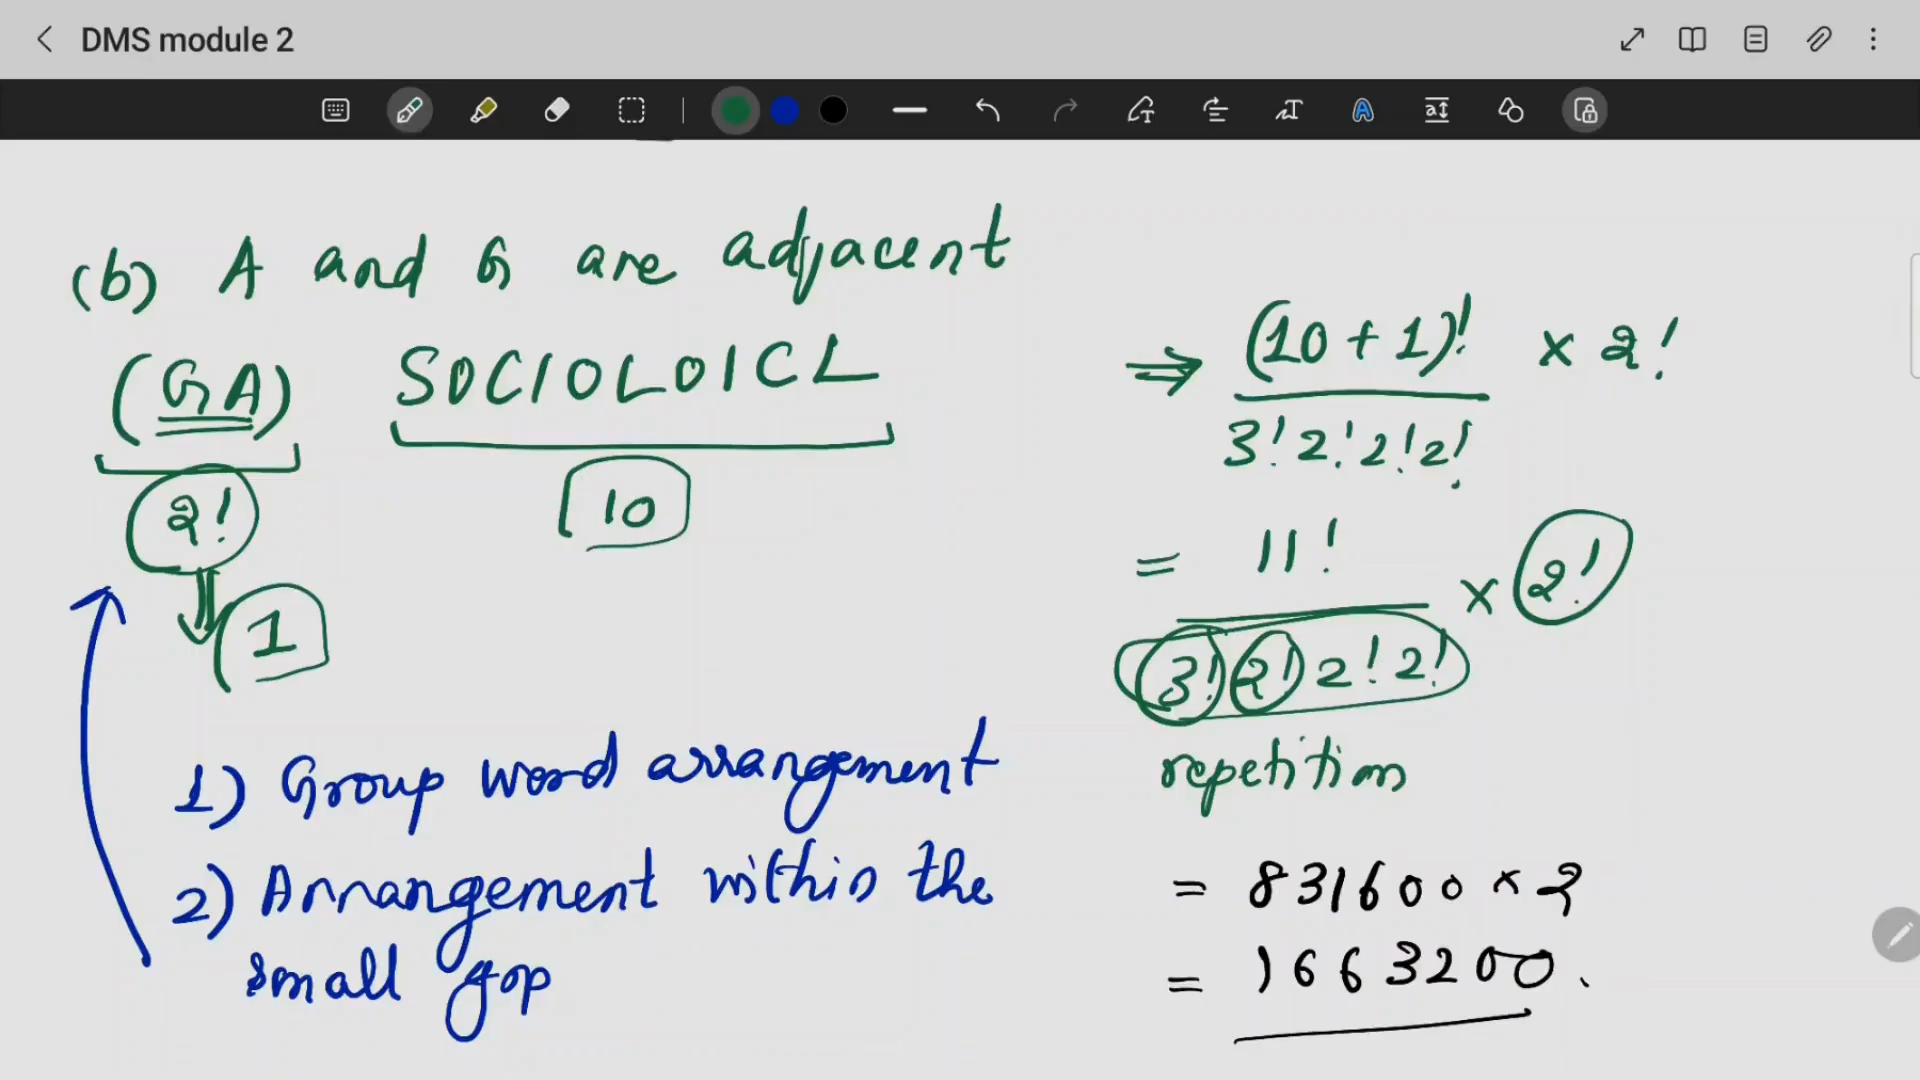 DMS module 2
(b) A and G are adjacent
(GA) SOCIOLOICL
2! 10
1
1) Group word arrangement
2) Arrangement within the
small gop
⇒ (10 + 1)! / 3! 2! 2! 2! × 2!
= 11! / 3! 2! 2! 2! × 2!
repetition
= 831600 × 2
= 1663200.